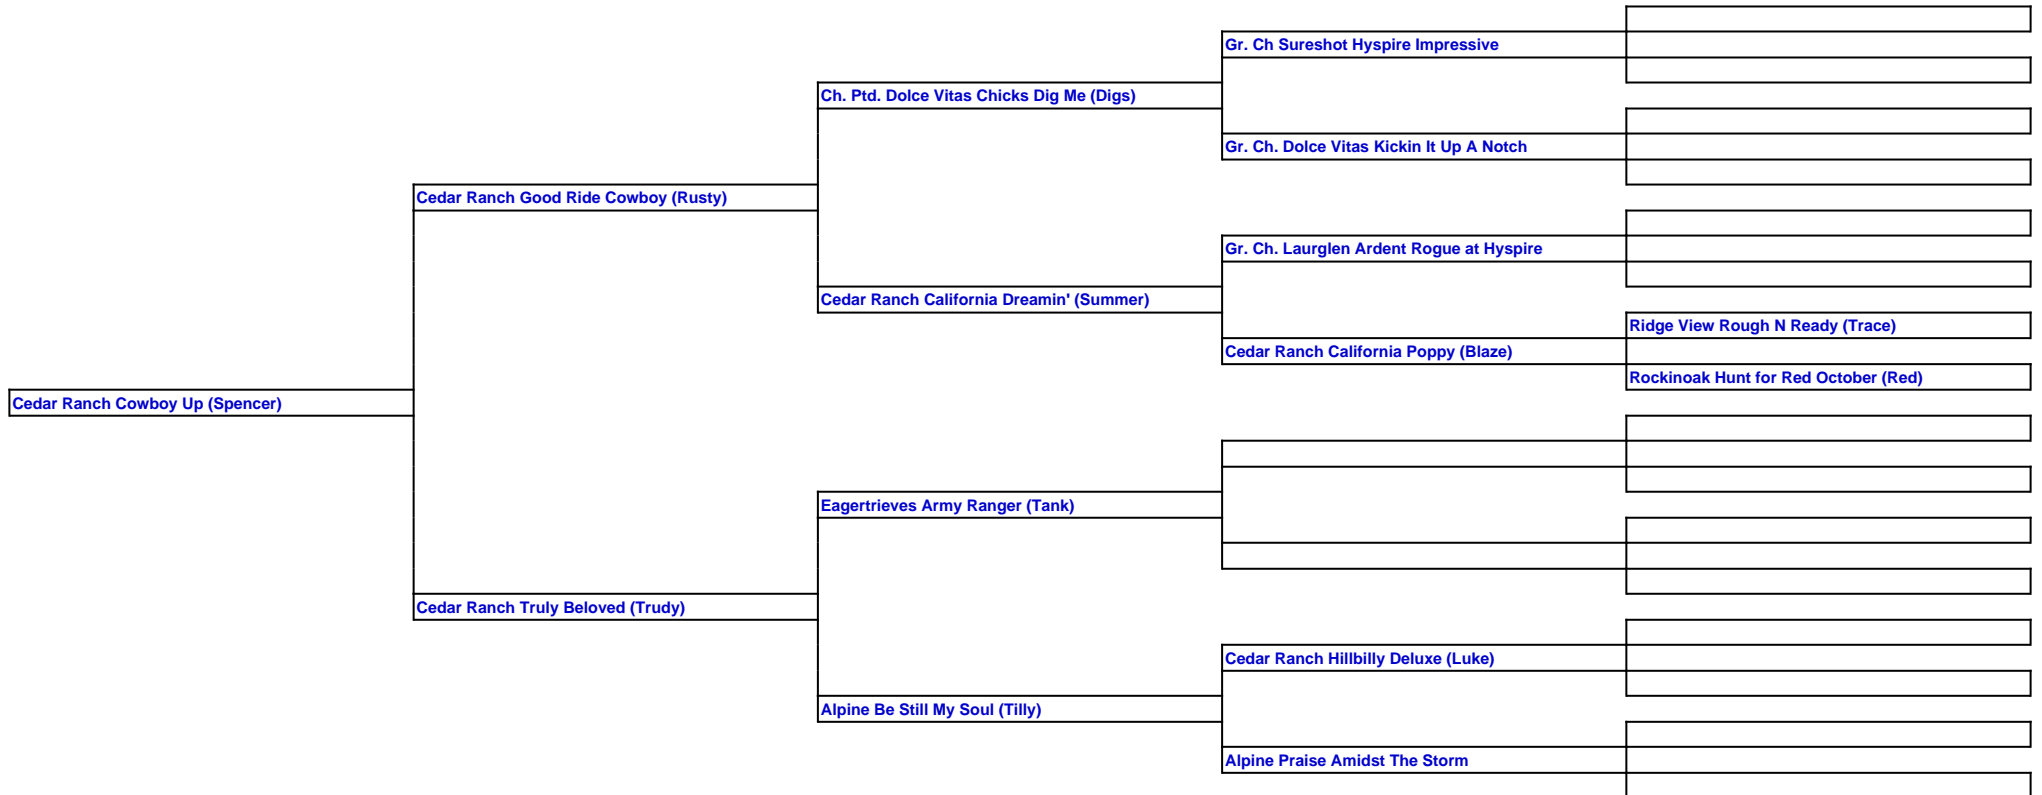 Gr. Ch Sureshot Hyspire Impressive
Ch. Ptd. Dolce Vitas Chicks Dig Me (Digs)
Gr. Ch. Dolce Vitas Kickin It Up A Notch
Cedar Ranch Good Ride Cowboy (Rusty)
Gr. Ch. Laurglen Ardent Rogue at Hyspire
Cedar Ranch California Dreamin' (Summer)
Ridge View Rough N Ready (Trace)
Cedar Ranch California Poppy (Blaze)
Rockinoak Hunt for Red October (Red)
Cedar Ranch Cowboy Up (Spencer)
Eagertrieves Army Ranger (Tank)
Cedar Ranch Truly Beloved (Trudy)
Cedar Ranch Hillbilly Deluxe (Luke)
Alpine Be Still My Soul (Tilly)
Alpine Praise Amidst The Storm